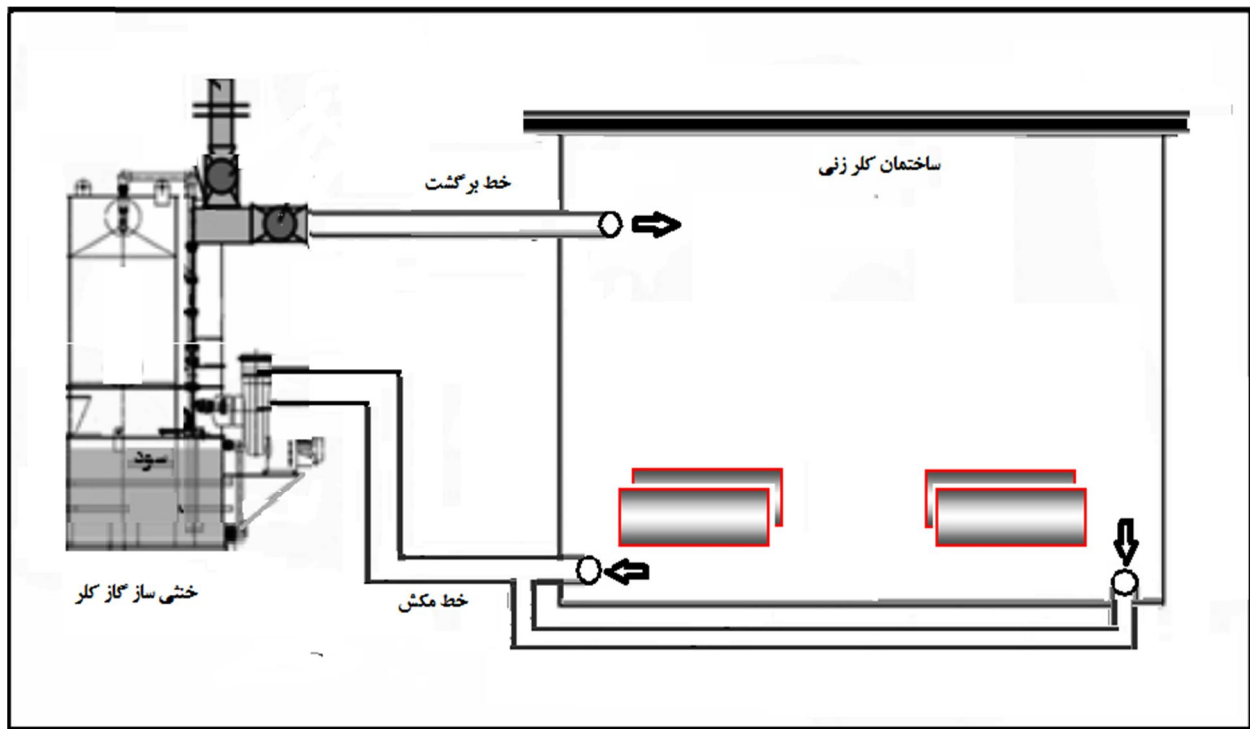 ساختمان کلر زنی
خط برگشت
سود
خط مکش
خنثی ساز گاز کلر